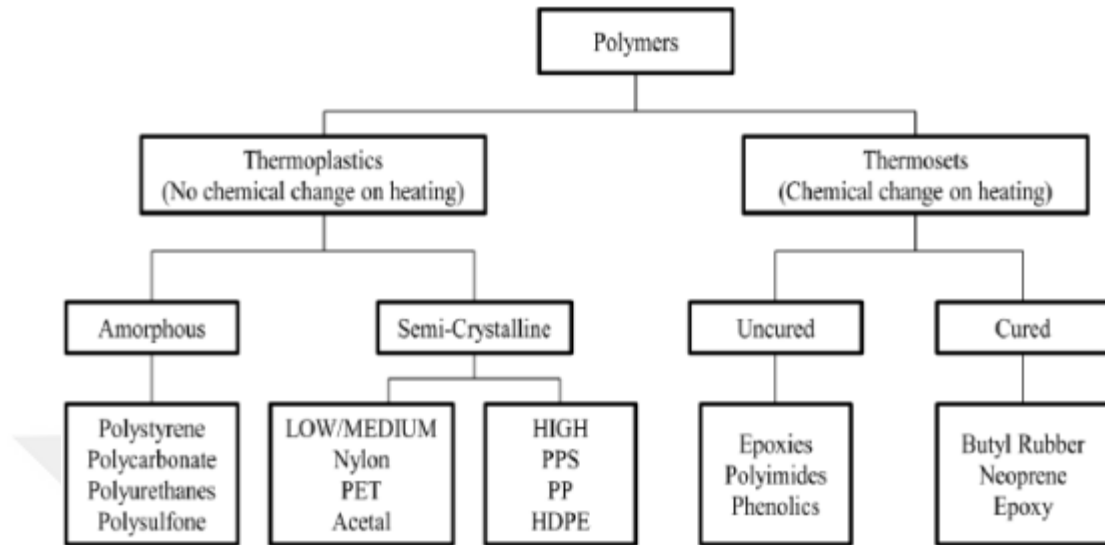 Polymers
Thermoplastics
(No chemical change on heating)
Thermosets
(Chemical change on heating)
Amorphous
Semi-Crystalline
Uncured
Cured
Polystyrene
Polycarbonate
Polyurethanes
Polysulfone
LOW/MEDIUM
Nylon
PET
Acetal
HIGH
PPS
PP
HDPE
Epoxies
Polyimides
Phenolics
Butyl Rubber
Neoprene
Epoxy